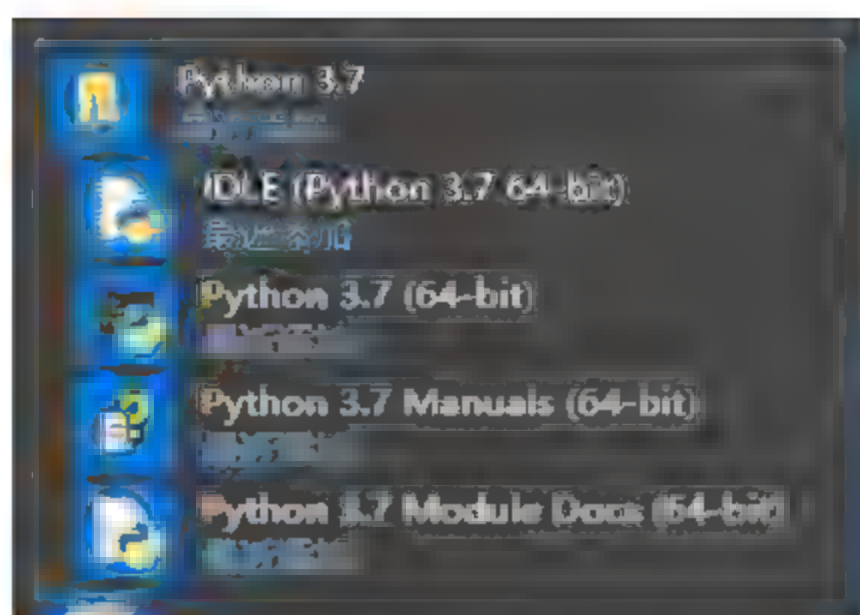 Python 3.7
IDLE (Python 3.7 64-bit)
最近添加
Python 3.7 (64-bit)
Python 3.7 Manuals (64-bit)
Python 3.7 Module Docs (64-bit)